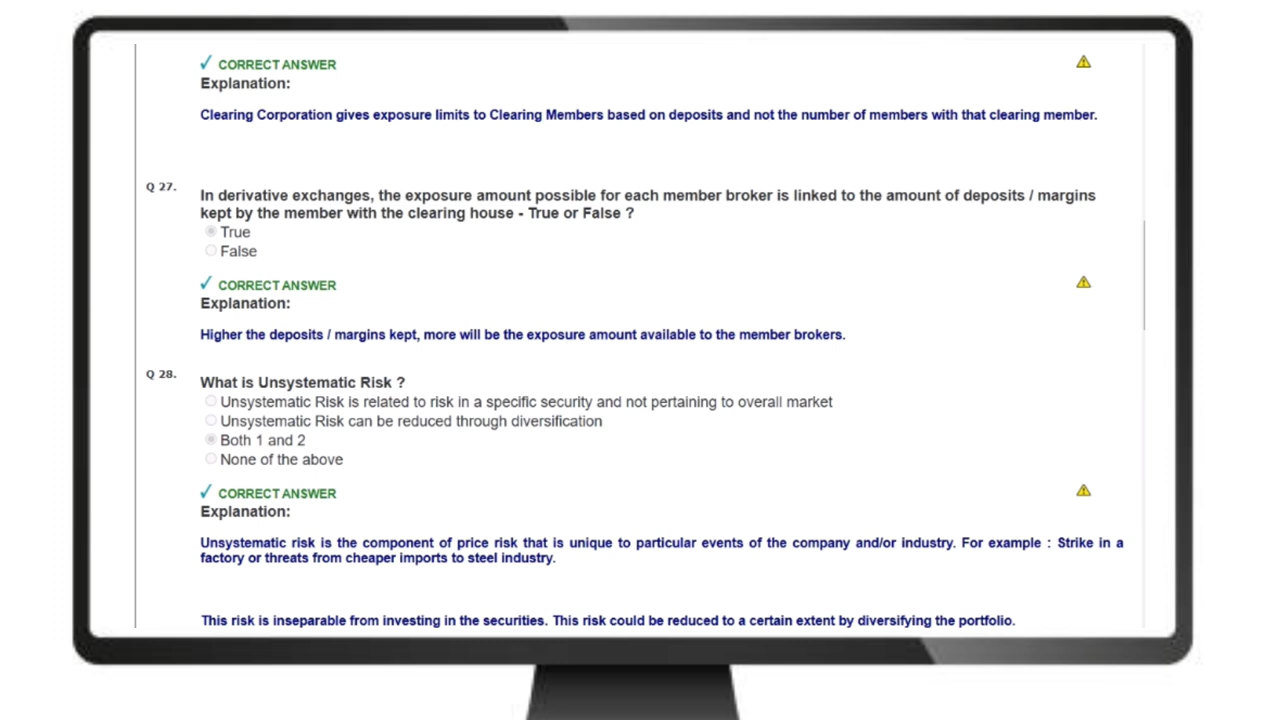 ✓ CORRECT ANSWER
Explanation:
Clearing Corporation gives exposure limits to Clearing Members based on deposits and not the number of members with that clearing member.
Q 27.
In derivative exchanges, the exposure amount possible for each member broker is linked to the amount of deposits / margins
kept by the member with the clearing house - True or False ?
True
False
✓ CORRECT ANSWER
Explanation:
Higher the deposits / margins kept, more will be the exposure amount available to the member brokers.
Q 28.
What is Unsystematic Risk ?
Unsystematic Risk is related to risk in a specific security and not pertaining to overall market
Unsystematic Risk can be reduced through diversification
Both 1 and 2
None of the above
✓ CORRECT ANSWER
Explanation:
Unsystematic risk is the component of price risk that is unique to particular events of the company and/or industry. For example : Strike in a
factory or threats from cheaper imports to steel industry.
This risk is inseparable from investing in the securities. This risk could be reduced to a certain extent by diversifying the portfolio.